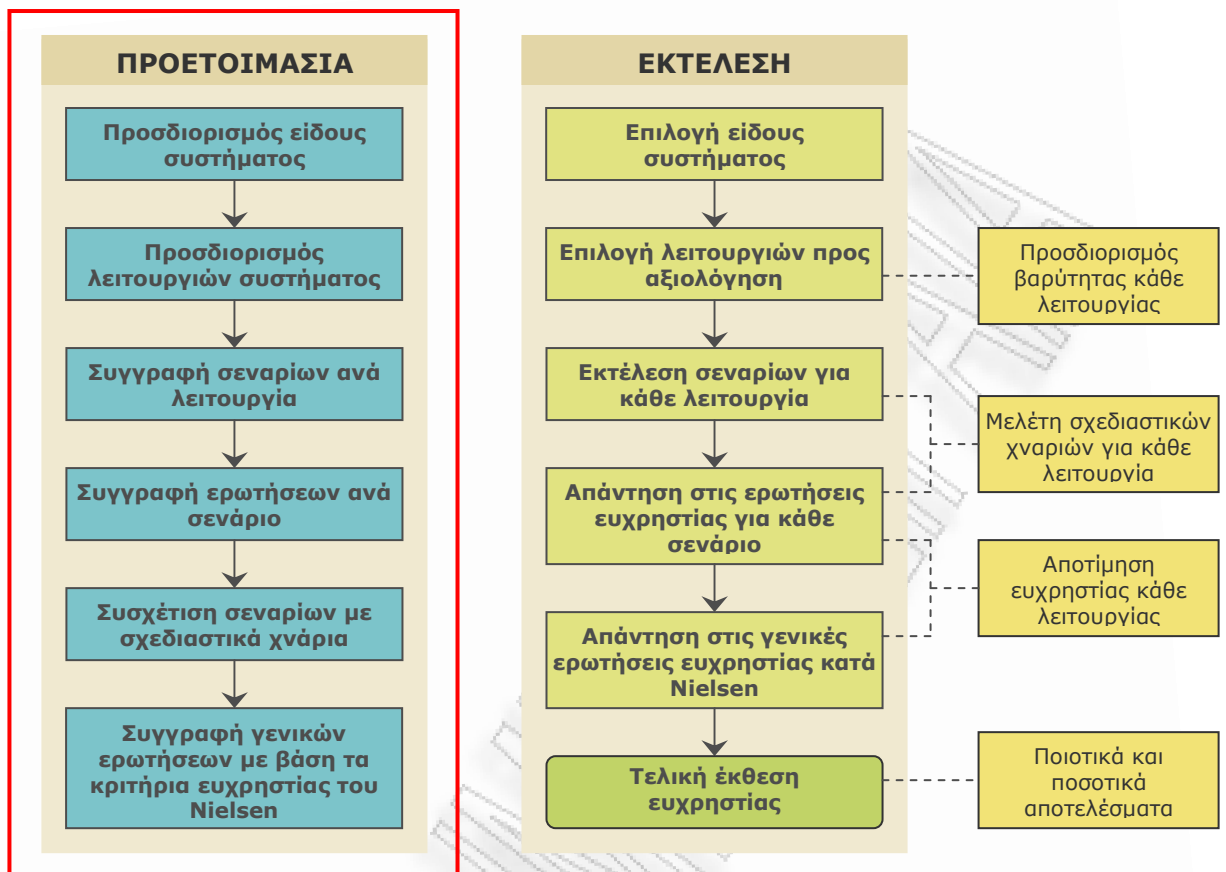 ΠΡΟΕΤΟΙΜΑΣΙΑ
Προσδιορισμός είδους
συστήματος
Προσδιορισμός
λειτουργιών συστήματος
Συγγραφή σεναρίων ανά
λειτουργία
Συγγραφή ερωτήσεων ανά
σενάριο
Συσχέτιση σεναρίων με
σχεδιαστικά χνάρια
Συγγραφή γενικών
ερωτήσεων με βάση τα
κριτήρια ευχρηστίας του
Nielsen
ΕΚΤΕΛΕΣΗ
Επιλογή είδους
συστήματος
Επιλογή λειτουργιών προς
αξιολόγηση
Εκτέλεση σεναρίων για
κάθε λειτουργία
Απάντηση στις ερωτήσεις
ευχρηστίας για κάθε
σενάριο
Απάντηση στις γενικές
ερωτήσεις ευχρηστίας κατά
Nielsen
Τελική έκθεση
ευχρηστίας
Προσδιορισμός
βαρύτητας κάθε
λειτουργίας
Μελέτη σχεδιαστικών
χναριών για κάθε
λειτουργία
Αποτίμηση
ευχρηστίας κάθε
λειτουργίας
Ποιοτικά και
ποσοτικά
αποτελέσματα